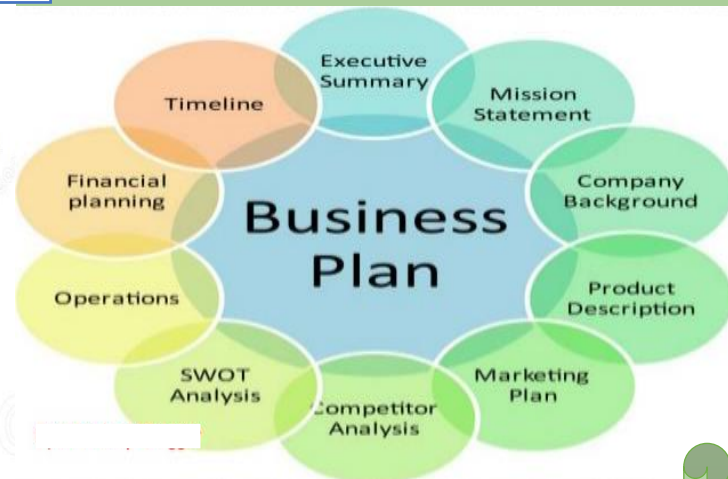 Executive
Summary
Mission
Statement
Company
Background
Product
Description
Marketing
Plan
Competitor
Analysis
SWOT
Analysis
Operations
Financial
planning
Timeline
Business
Plan